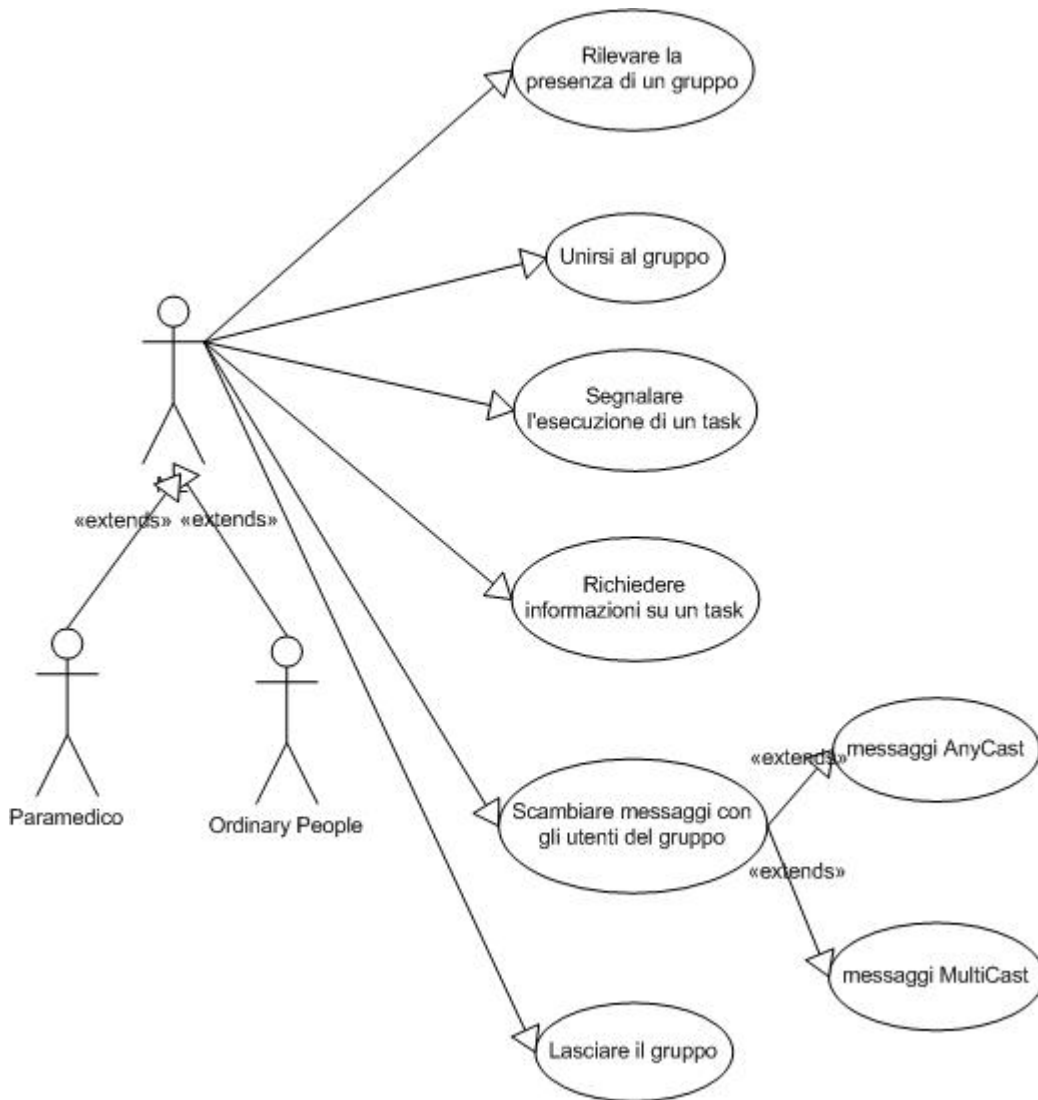 Rilevare la
presenza di un gruppo
Unirsi al gruppo
Segnalare
l'esecuzione di un task
«extends»
«extends»
Richiedere
informazioni su un task
Paramedico
Ordinary People
messaggi AnyCast
«extends»
Scambiare messaggi con
gli utenti del gruppo
«extends»
messaggi MultiCast
Lasciare il gruppo